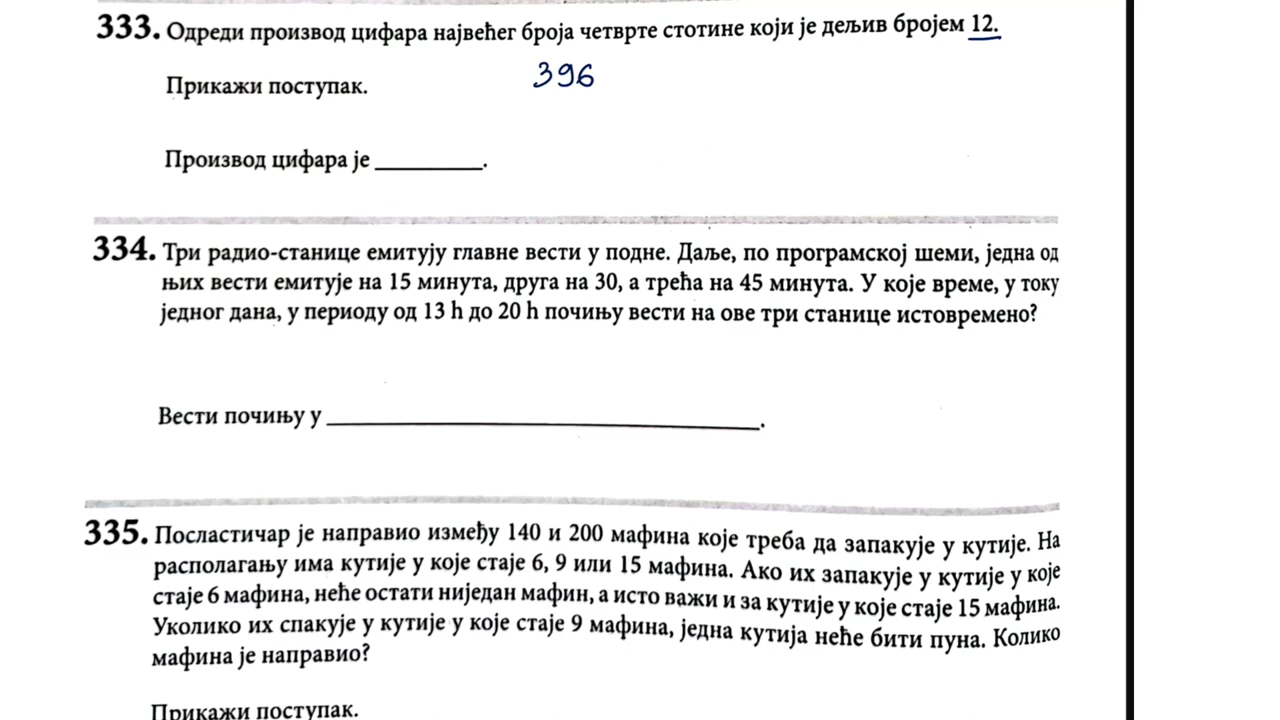 333. Одреди производ цифара највећег броја четврте стотине који је дељив бројем 12.
396
Прикажи поступак.
Производ цифара је ________.
334. Три радио-станице емитују главне вести у подне. Даље, по програмској шеми, једна од
њих вести емитује на 15 минута, друга на 30, а трећа на 45 минута. У које време, у току
једног дана, у периоду од 13 h до 20 h почињу вести на ове три станице истовремено?
Вести почињу у ________________________________.
335. Посластичар је направио између 140 и 200 мафина које треба да запакује у кутије. На
располагању има кутије у које стаје 6, 9 или 15 мафина. Ако их запакује у кутије у које
стаје 6 мафина, неће остати ниједан мафин, а исто важи и за кутије у које стаје 15 мафина.
Уколико их спакује у кутије у које стаје 9 мафина, једна кутија неће бити пуна. Колико
мафина је направио?
Прикажи поступак.